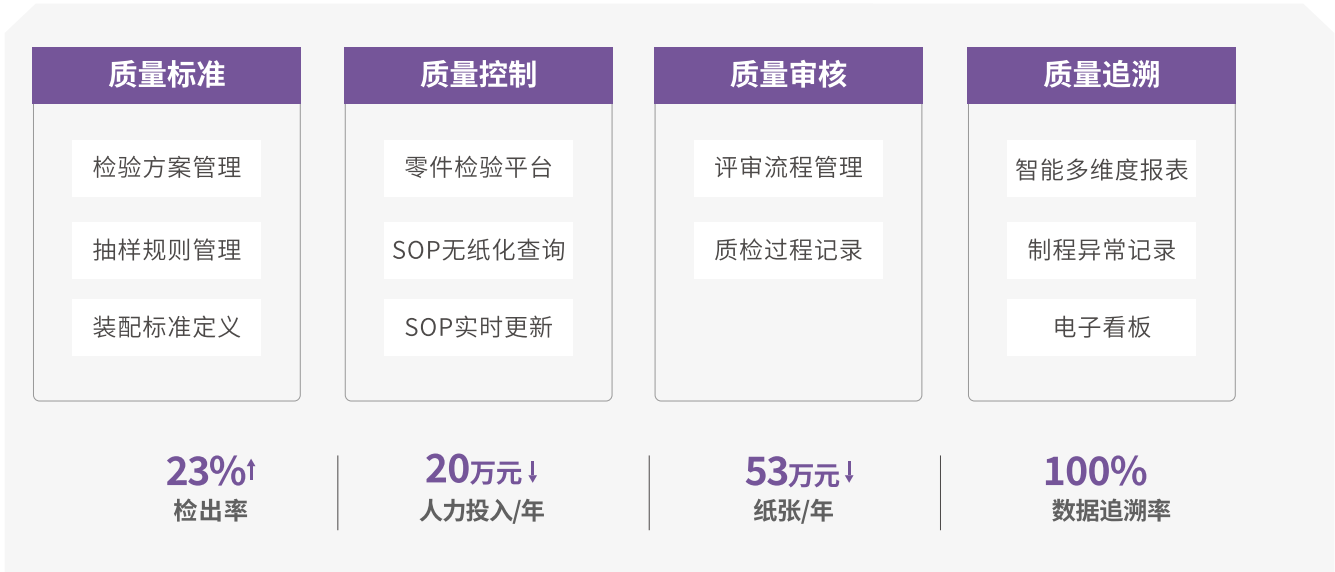 质量标准
检验方案管理
抽样规则管理
装配标准定义
质量控制
零件检验平台
SOP无纸化查询
SOP实时更新
质量审核
评审流程管理
质检过程记录
质量追溯
智能多维度报表
制程异常记录
电子看板
23%↑
检出率
20万元↓
人力投入/年
53万元↓
纸张/年
100%
数据追溯率